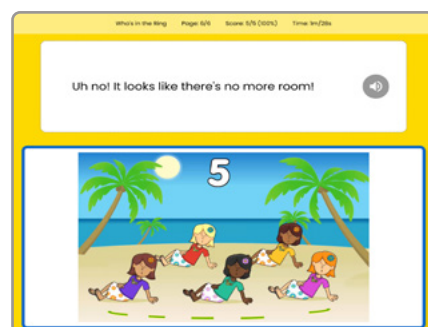 Who's in the Ring Page: 6/6 Score: 5/5 (100%) Time: 1m/28s
Uh no! It looks like there's no more room!
5